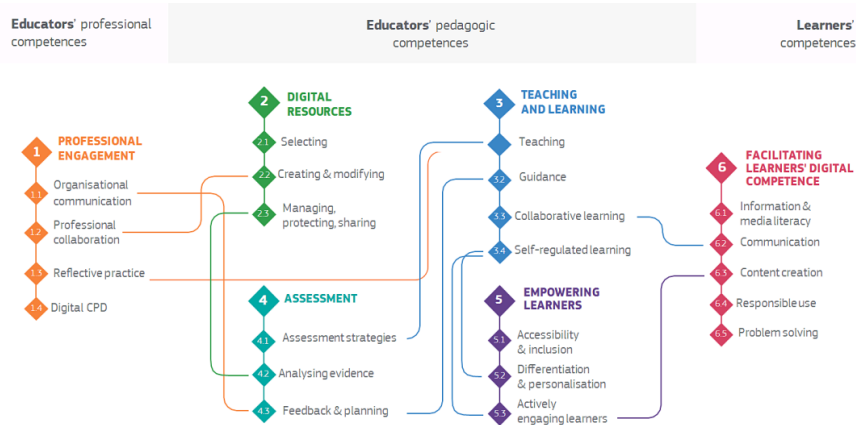 Educators' professional
competences
Educators' pedagogic
competences
Learners'
competences
1
PROFESSIONAL
ENGAGEMENT
1.1
Organisational
communication
1.2
Professional
collaboration
1.3
Reflective practice
1.4
Digital CPD
2
DIGITAL
RESOURCES
2.1
Selecting
2.2
Creating & modifying
2.3
Managing,
protecting, sharing
3
TEACHING
AND LEARNING
Teaching
3.2
Guidance
3.3
Collaborative learning
3.4
Self-regulated learning
4
ASSESSMENT
4.1
Assessment strategies
4.2
Analysing evidence
4.3
Feedback & planning
5
EMPOWERING
LEARNERS
5.1
Accessibility
& inclusion
5.2
Differentiation
& personalisation
5.3
Actively
engaging learners
6
FACILITATING
LEARNERS' DIGITAL
COMPETENCE
6.1
Information &
media literacy
6.2
Communication
6.3
Content creation
6.4
Responsible use
6.5
Problem solving